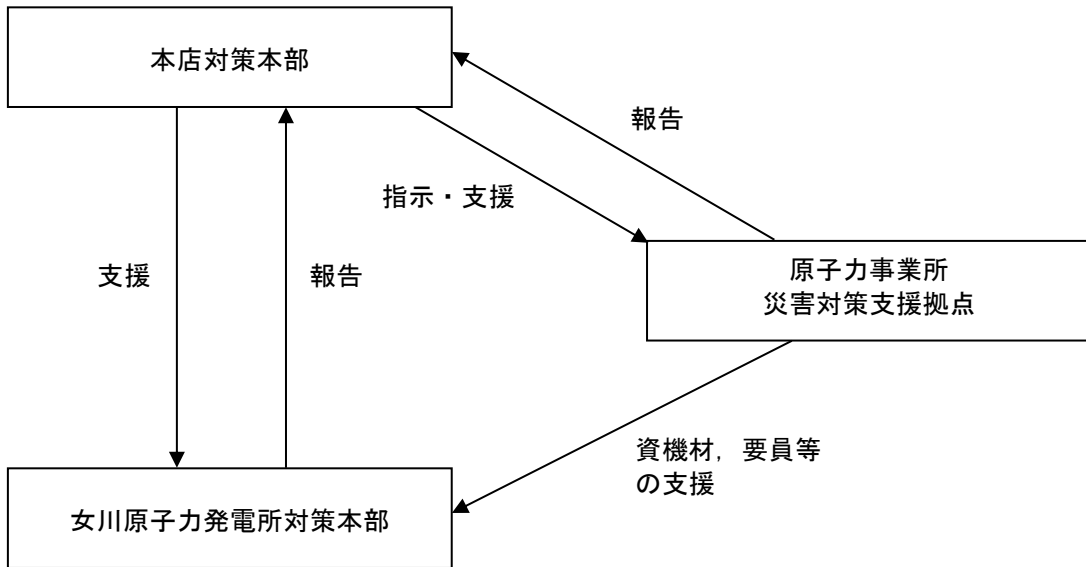 本店対策本部
報告
指示・支援
支援
報告
原子力事業所
災害対策支援拠点
資機材，要員等
の支援
女川原子力発電所対策本部